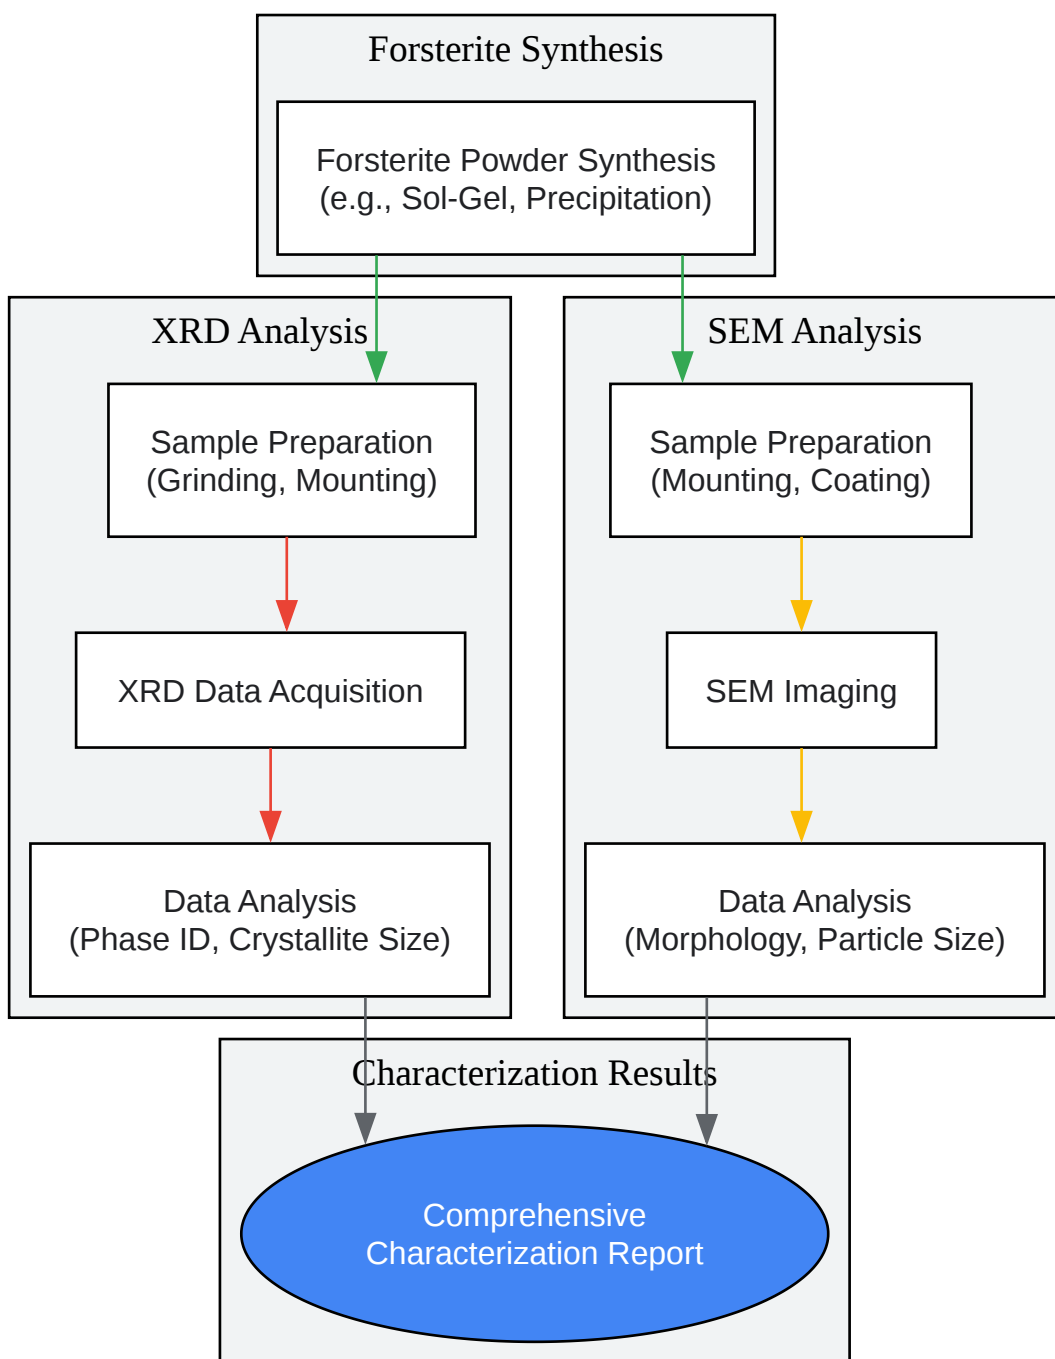 Forsterite Synthesis
Forsterite Powder Synthesis
(e.g., Sol-Gel, Precipitation)
XRD Analysis
Sample Preparation
(Grinding, Mounting)
XRD Data Acquisition
Data Analysis
(Phase ID, Crystallite Size)
SEM Analysis
Sample Preparation
(Mounting, Coating)
SEM Imaging
Data Analysis
(Morphology, Particle Size)
Characterization Results
Comprehensive
Characterization Report